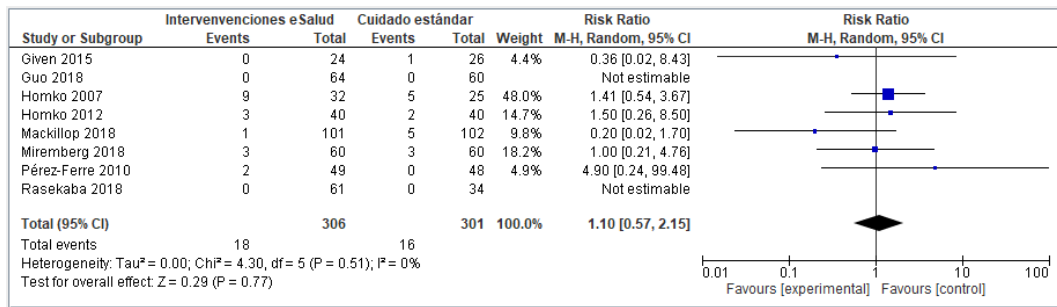 Intervenvenciones eSalud Cuidado estándar Risk Ratio Risk Ratio
Study or Subgroup Events Total Events Total Weight M-H, Random, 95% CI M-H, Random, 95% CI
Given 2015 0 24 1 26 4.4% 0.36 [0.02, 8.43]
Guo 2018 0 64 0 60 Not estimable
Homko 2007 9 32 5 25 48.0% 1.41 [0.54, 3.67]
Homko 2012 3 40 2 40 14.7% 1.50 [0.26, 8.50]
Mackillop 2018 1 101 5 102 9.8% 0.20 [0.02, 1.70]
Miremberg 2018 3 60 3 60 18.2% 1.00 [0.21, 4.76]
Pérez-Ferre 2010 2 49 0 48 4.9% 4.90 [0.24, 99.48]
Rasekaba 2018 0 61 0 34 Not estimable
Total (95% CI) 306 301 100.0% 1.10 [0.57, 2.15]
Total events 18 16
Heterogeneity: Tau² = 0.00; Chi² = 4.30, df = 5 (P = 0.51); I² = 0%
Test for overall effect: Z = 0.29 (P = 0.77)
0.01 0.1 1 10 100
Favours [experimental] Favours [control]